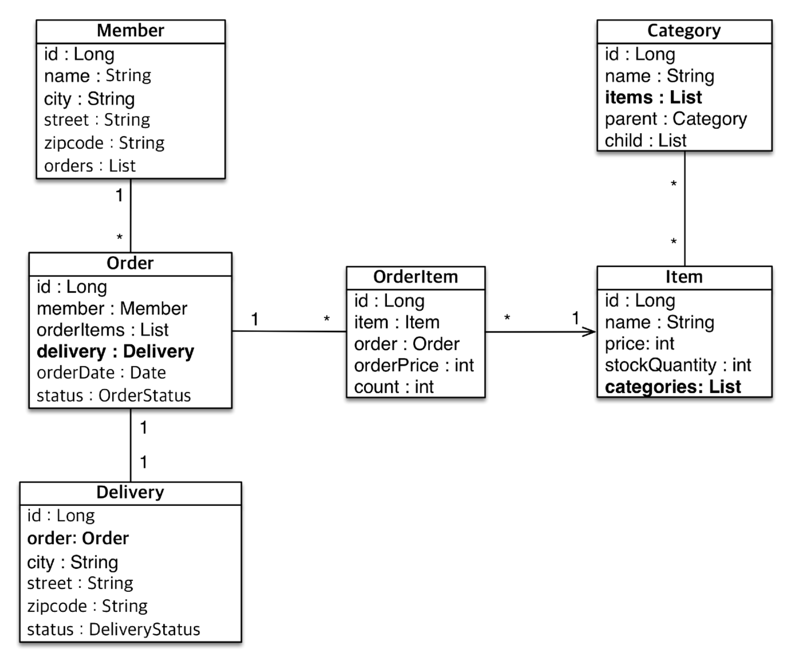 Member
id : Long
name : String
city : String
street : String
zipcode : String
orders : List
Category
id : Long
name : String
items : List
parent : Category
child : List
1
*
*
*
Order
id : Long
member : Member
orderItems : List
delivery : Delivery
orderDate : Date
status : OrderStatus
1
*
OrderItem
id : Long
item : Item
order : Order
orderPrice : int
count : int
*
1
Item
id : Long
name : String
price: int
stockQuantity : int
categories: List
1
1
Delivery
id : Long
order: Order
city : String
street : String
zipcode : String
status : DeliveryStatus